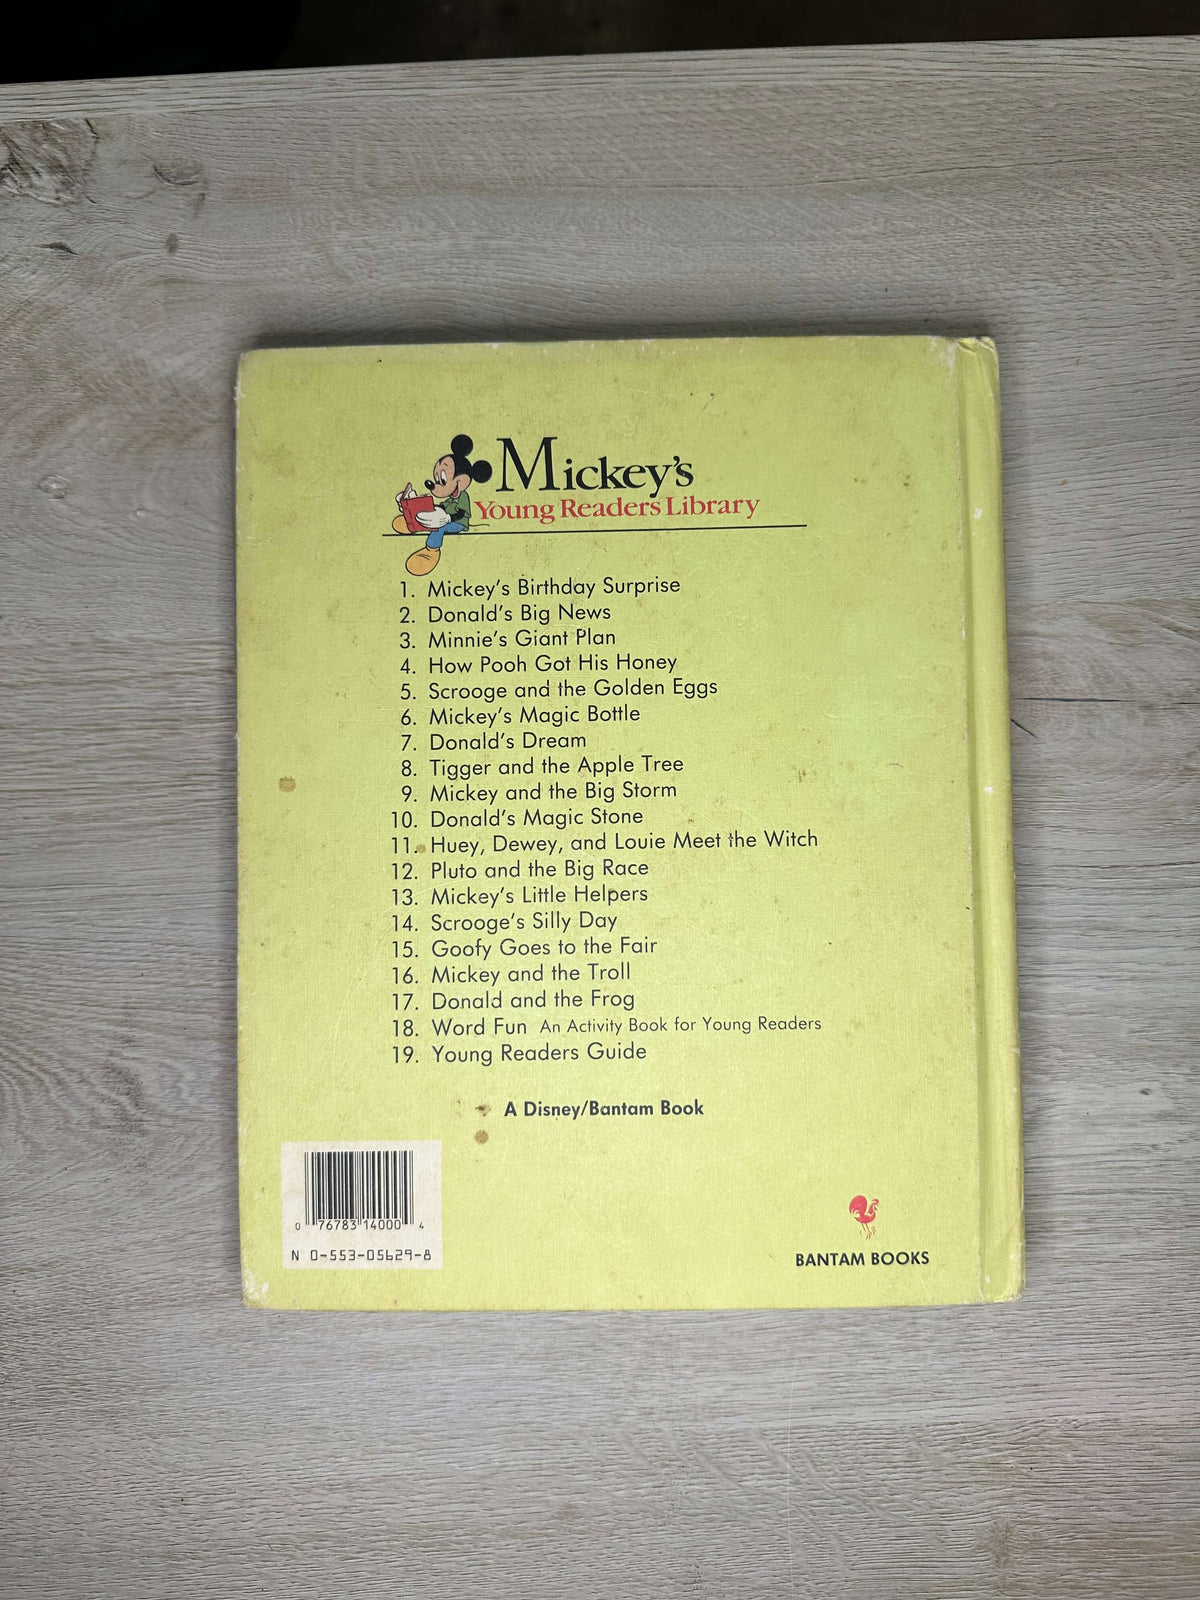 Mickey's
Young Readers Library
1. Mickey's Birthday Surprise
2. Donald's Big News
3. Minnie's Giant Plan
4. How Pooh Got His Honey
5. Scrooge and the Golden Eggs
6. Mickey's Magic Bottle
7. Donald's Dream
8. Tigger and the Apple Tree
9. Mickey and the Big Storm
10. Donald's Magic Stone
11. Huey, Dewey, and Louie Meet the Witch
12. Pluto and the Big Race
13. Mickey's Little Helpers
14. Scrooge's Silly Day
15. Goofy Goes to the Fair
16. Mickey and the Troll
17. Donald and the Frog
18. Word Fun An Activity Book for Young Readers
19. Young Readers Guide
A Disney/Bantam Book
0 76783 14000 4
N 0-553-05629-8
BANTAM BOOKS